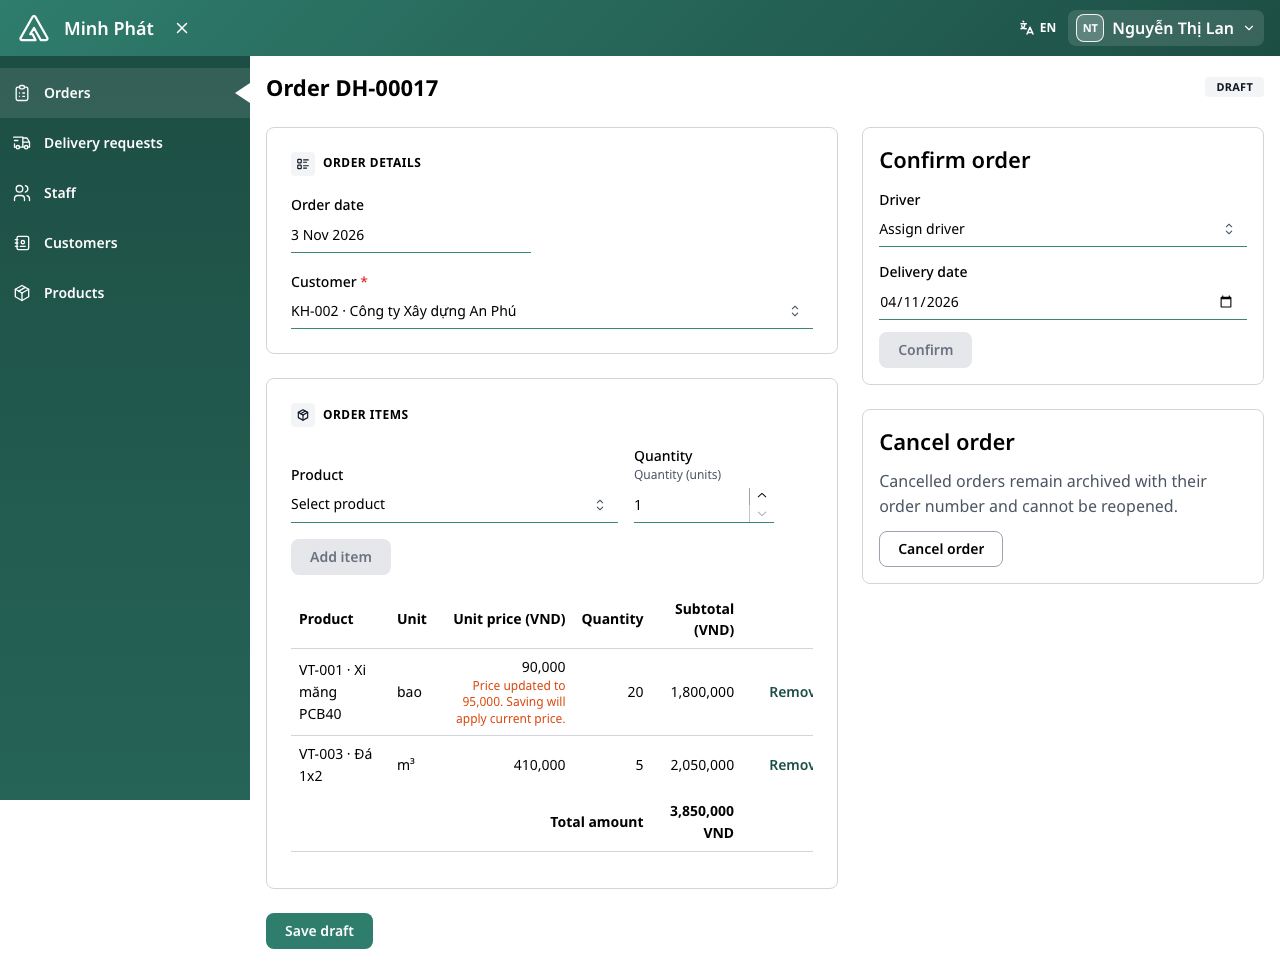 Minh Phát
EN
NT
Nguyễn Thị Lan
Orders
Delivery requests
Staff
Customers
Products
Order DH-00017
DRAFT
ORDER DETAILS
Order date
3 Nov 2026
Customer *
KH-002 · Công ty Xây dựng An Phú
ORDER ITEMS
Product
Select product
Quantity
Quantity (units)
1
Add item
Product Unit Unit price (VND) Quantity Subtotal
(VND)
VT-001 · Xi
măng
PCB40
bao
90,000
Price updated to
95,000. Saving will
apply current price.
20
1,800,000
Remov
VT-003 · Đá
1x2
m³
410,000
5
2,050,000
Remov
Total amount
3,850,000
VND
Save draft
Confirm order
Driver
Assign driver
Delivery date
04/11/2026
Confirm
Cancel order
Cancelled orders remain archived with their
order number and cannot be reopened.
Cancel order